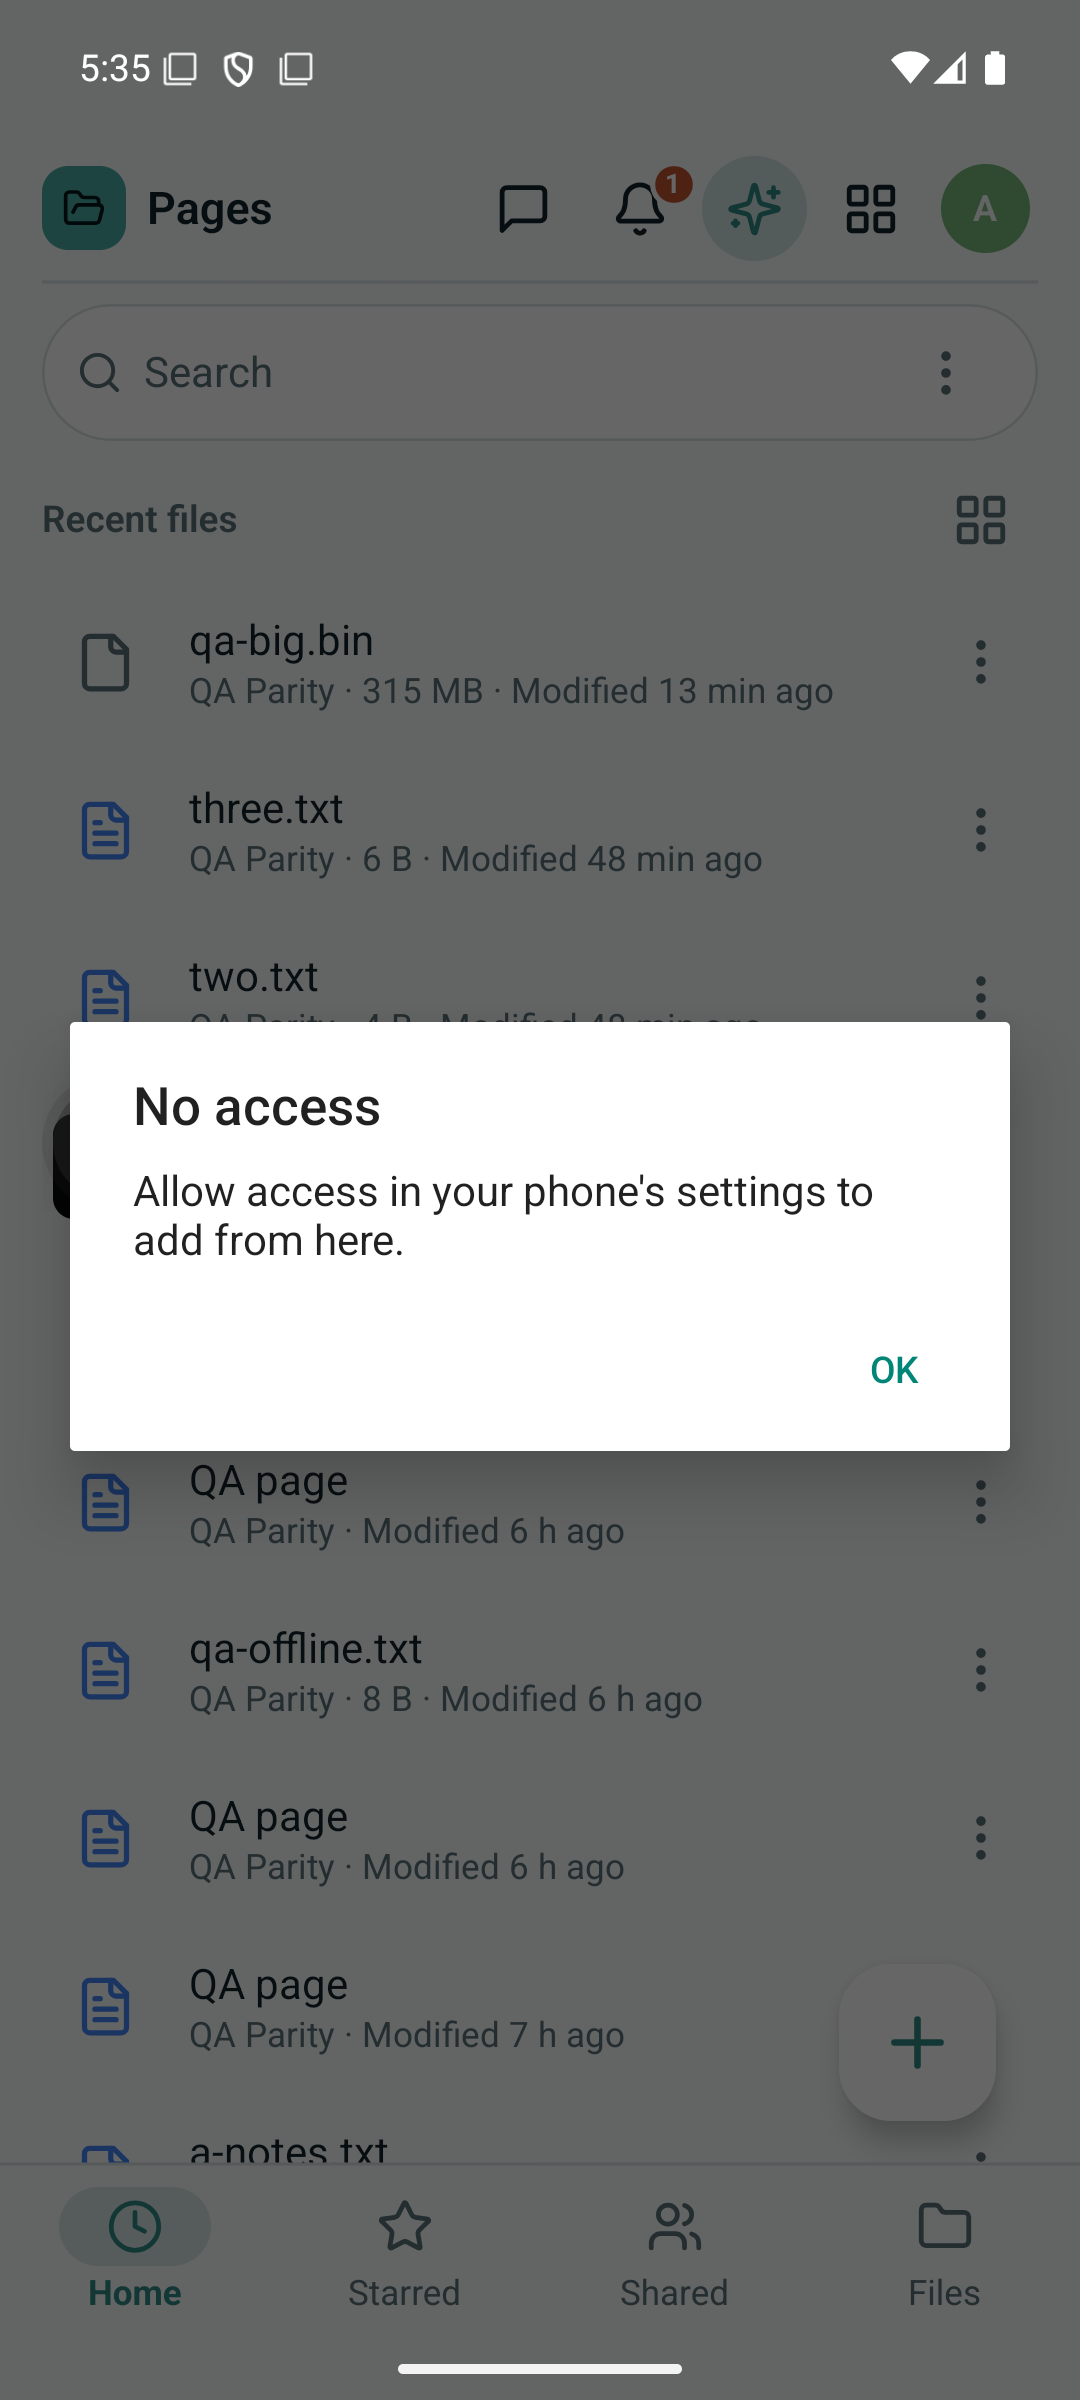 5:35
Pages
1
A
Search
Recent files
qa-big.bin
QA Parity · 315 MB · Modified 13 min ago
three.txt
QA Parity · 6 B · Modified 48 min ago
two.txt
No access
Allow access in your phone's settings to
add from here.
OK
QA page
QA Parity · Modified 6 h ago
qa-offline.txt
QA Parity · 8 B · Modified 6 h ago
QA page
QA Parity · Modified 6 h ago
QA page
QA Parity · Modified 7 h ago
a-notes.txt
Home
Starred
Shared
Files